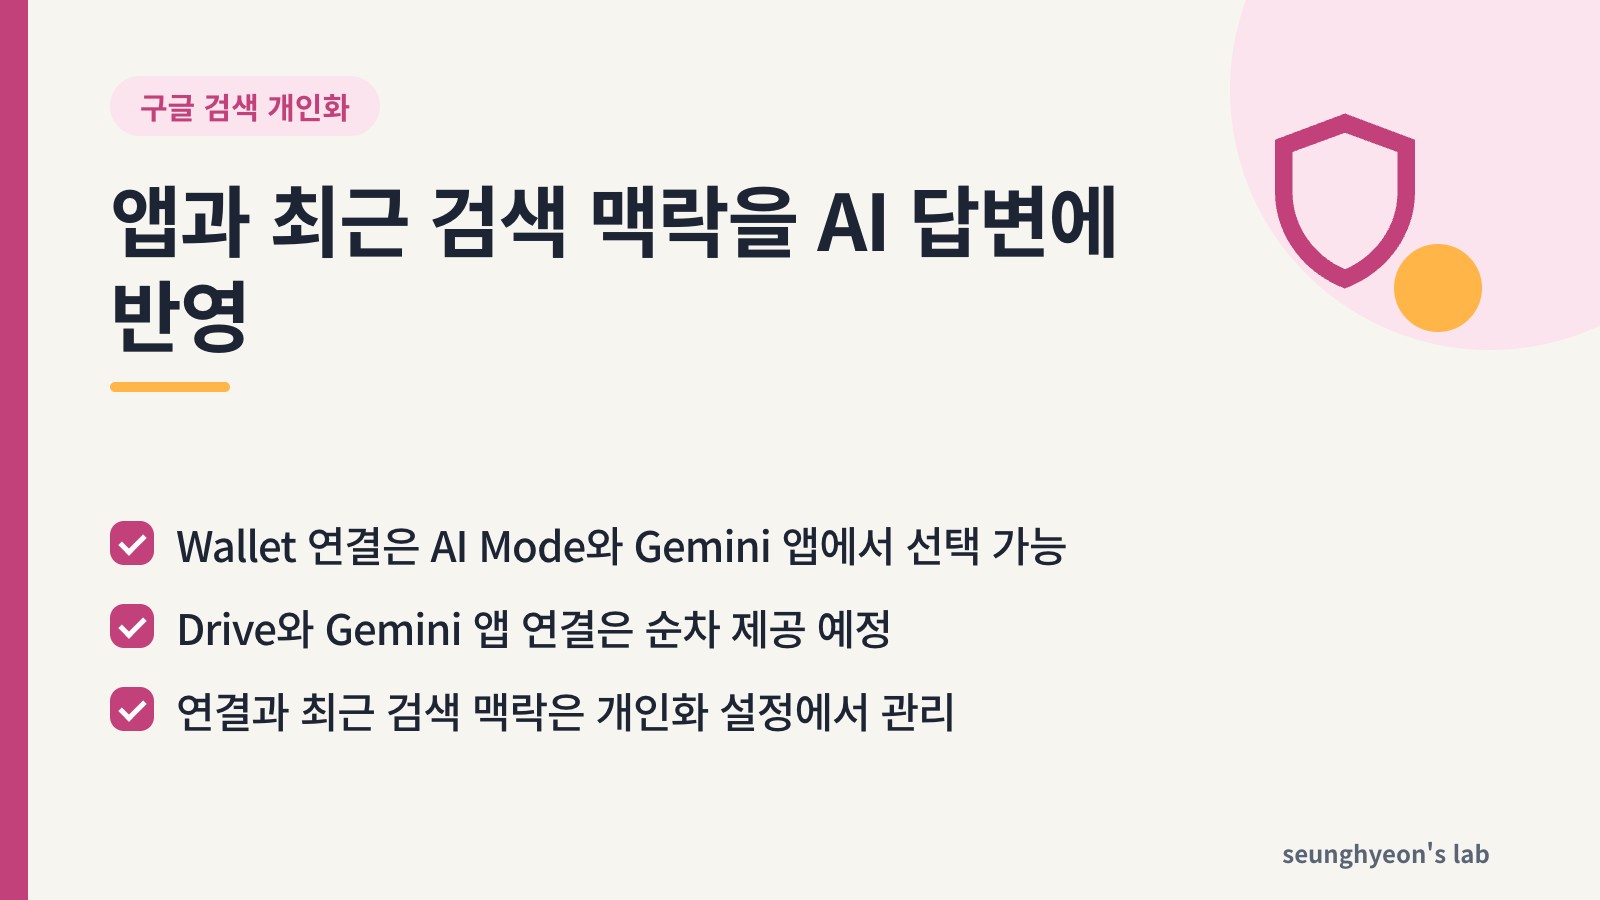 구글 검색 개인화
앱과 최근 검색 맥락을 AI 답변에
반영
Wallet 연결은 AI Mode와 Gemini 앱에서 선택 가능
Drive와 Gemini 앱 연결은 순차 제공 예정
연결과 최근 검색 맥락은 개인화 설정에서 관리
seunghyeon's lab